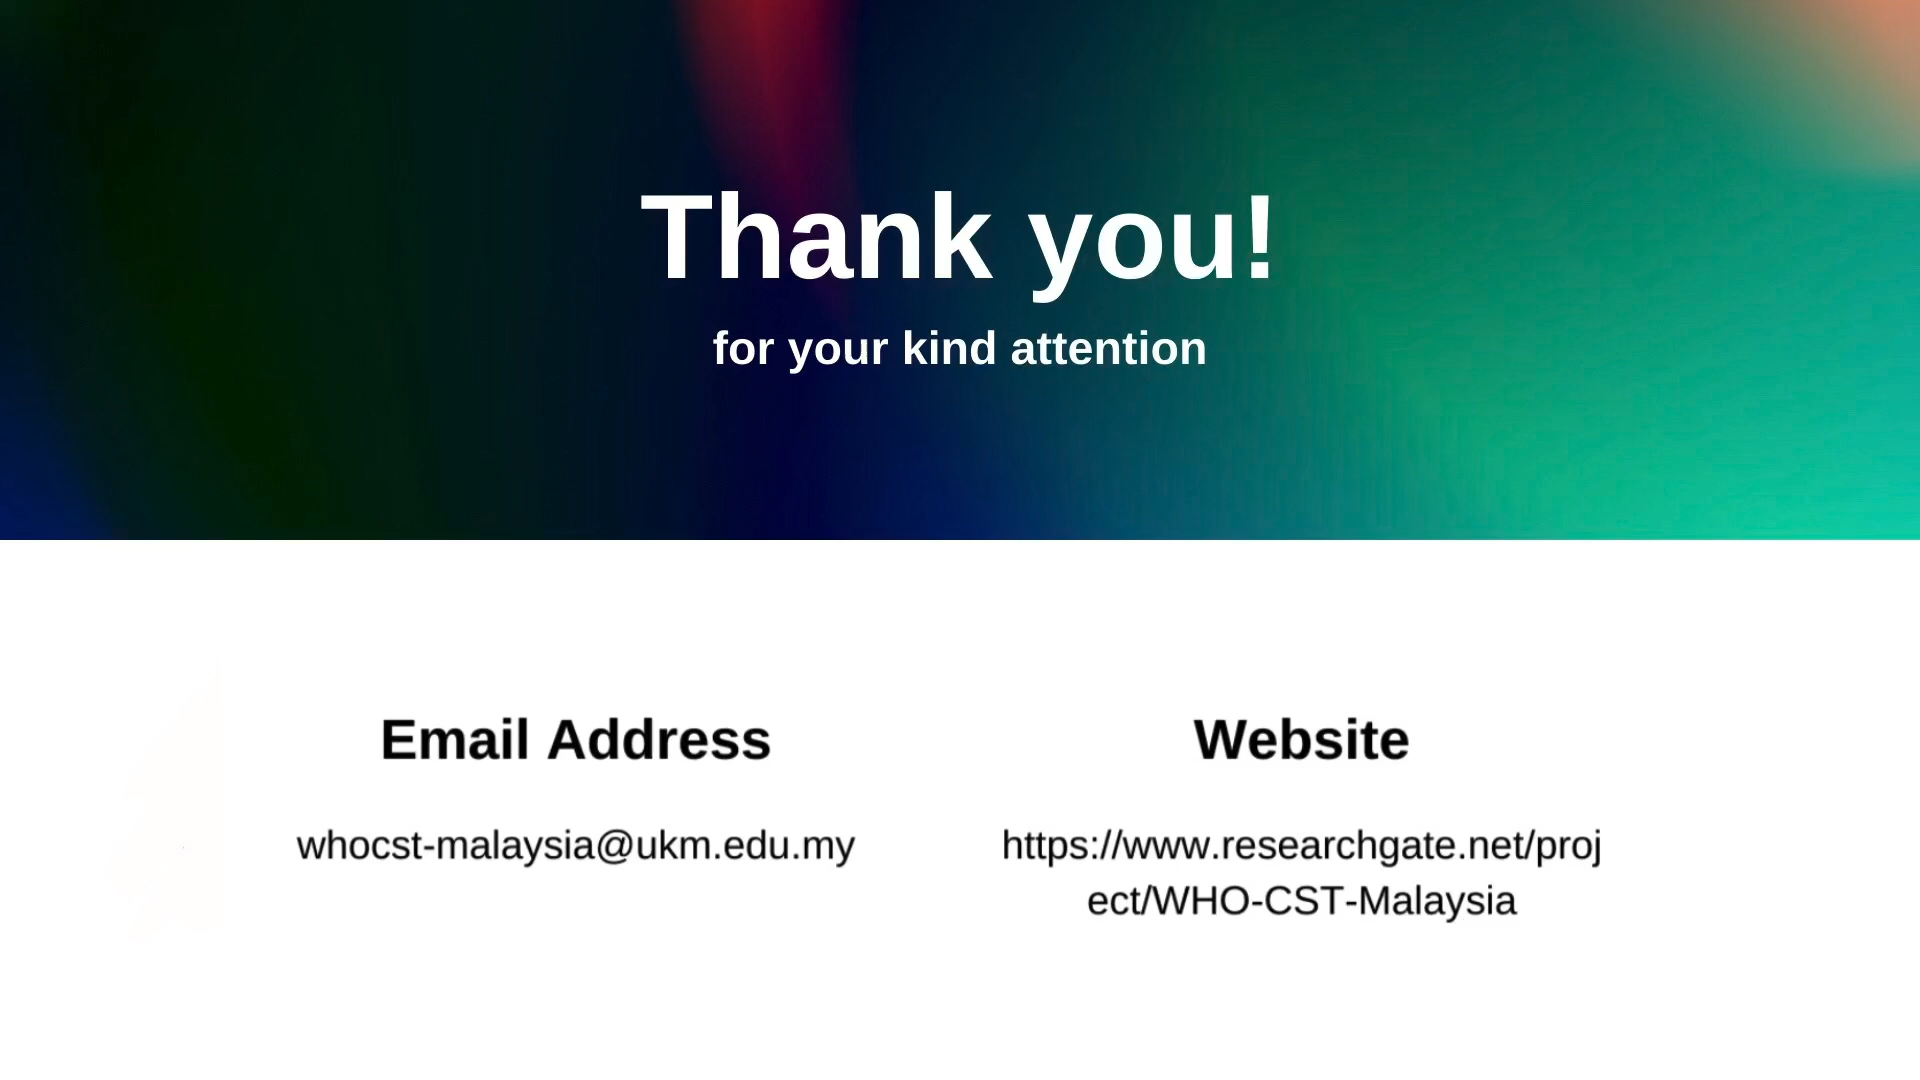 Thank you!
for your kind attention
Email Address
whocst-malaysia@ukm.edu.my
Website
https://www.researchgate.net/proj
ect/WHO-CST-Malaysia